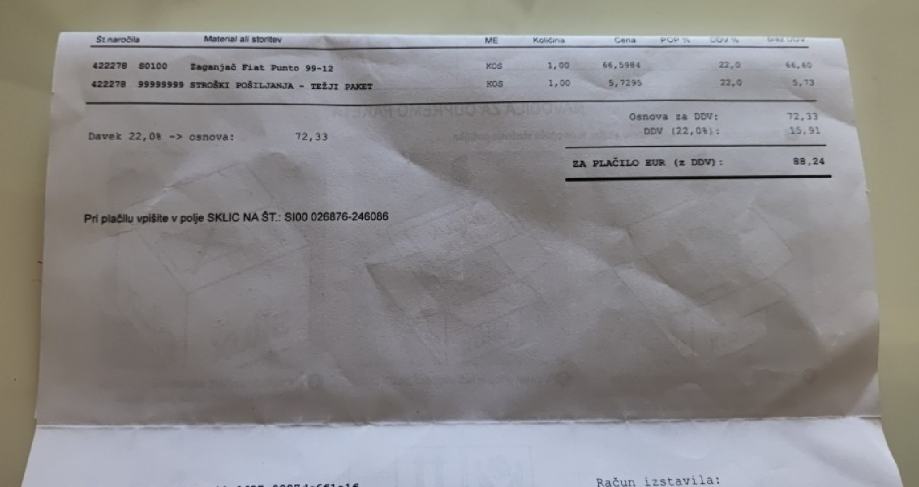 Št.naročila Material ali storitev ME Količina Cena POP % DDV % Brez DDV
422278 S0100 Zaganjač Fiat Punto 99-12 KOS 1,00 66,5984 22,0 66,60
422278 99999999 STROŠKI POŠILJANJA - TEŽJI PAKET KOS 1,00 5,7295 22,0 5,73
Osnova za DDV: 72,33
Davek 22,0% -> osnova: 72,33 DDV (22,0%): 15,91
ZA PLAČILO EUR (z DDV): 88,24
Pri plačilu vpišite v polje SKLIC NA ŠT.: SI00 026876-246086
Račun izstavila: